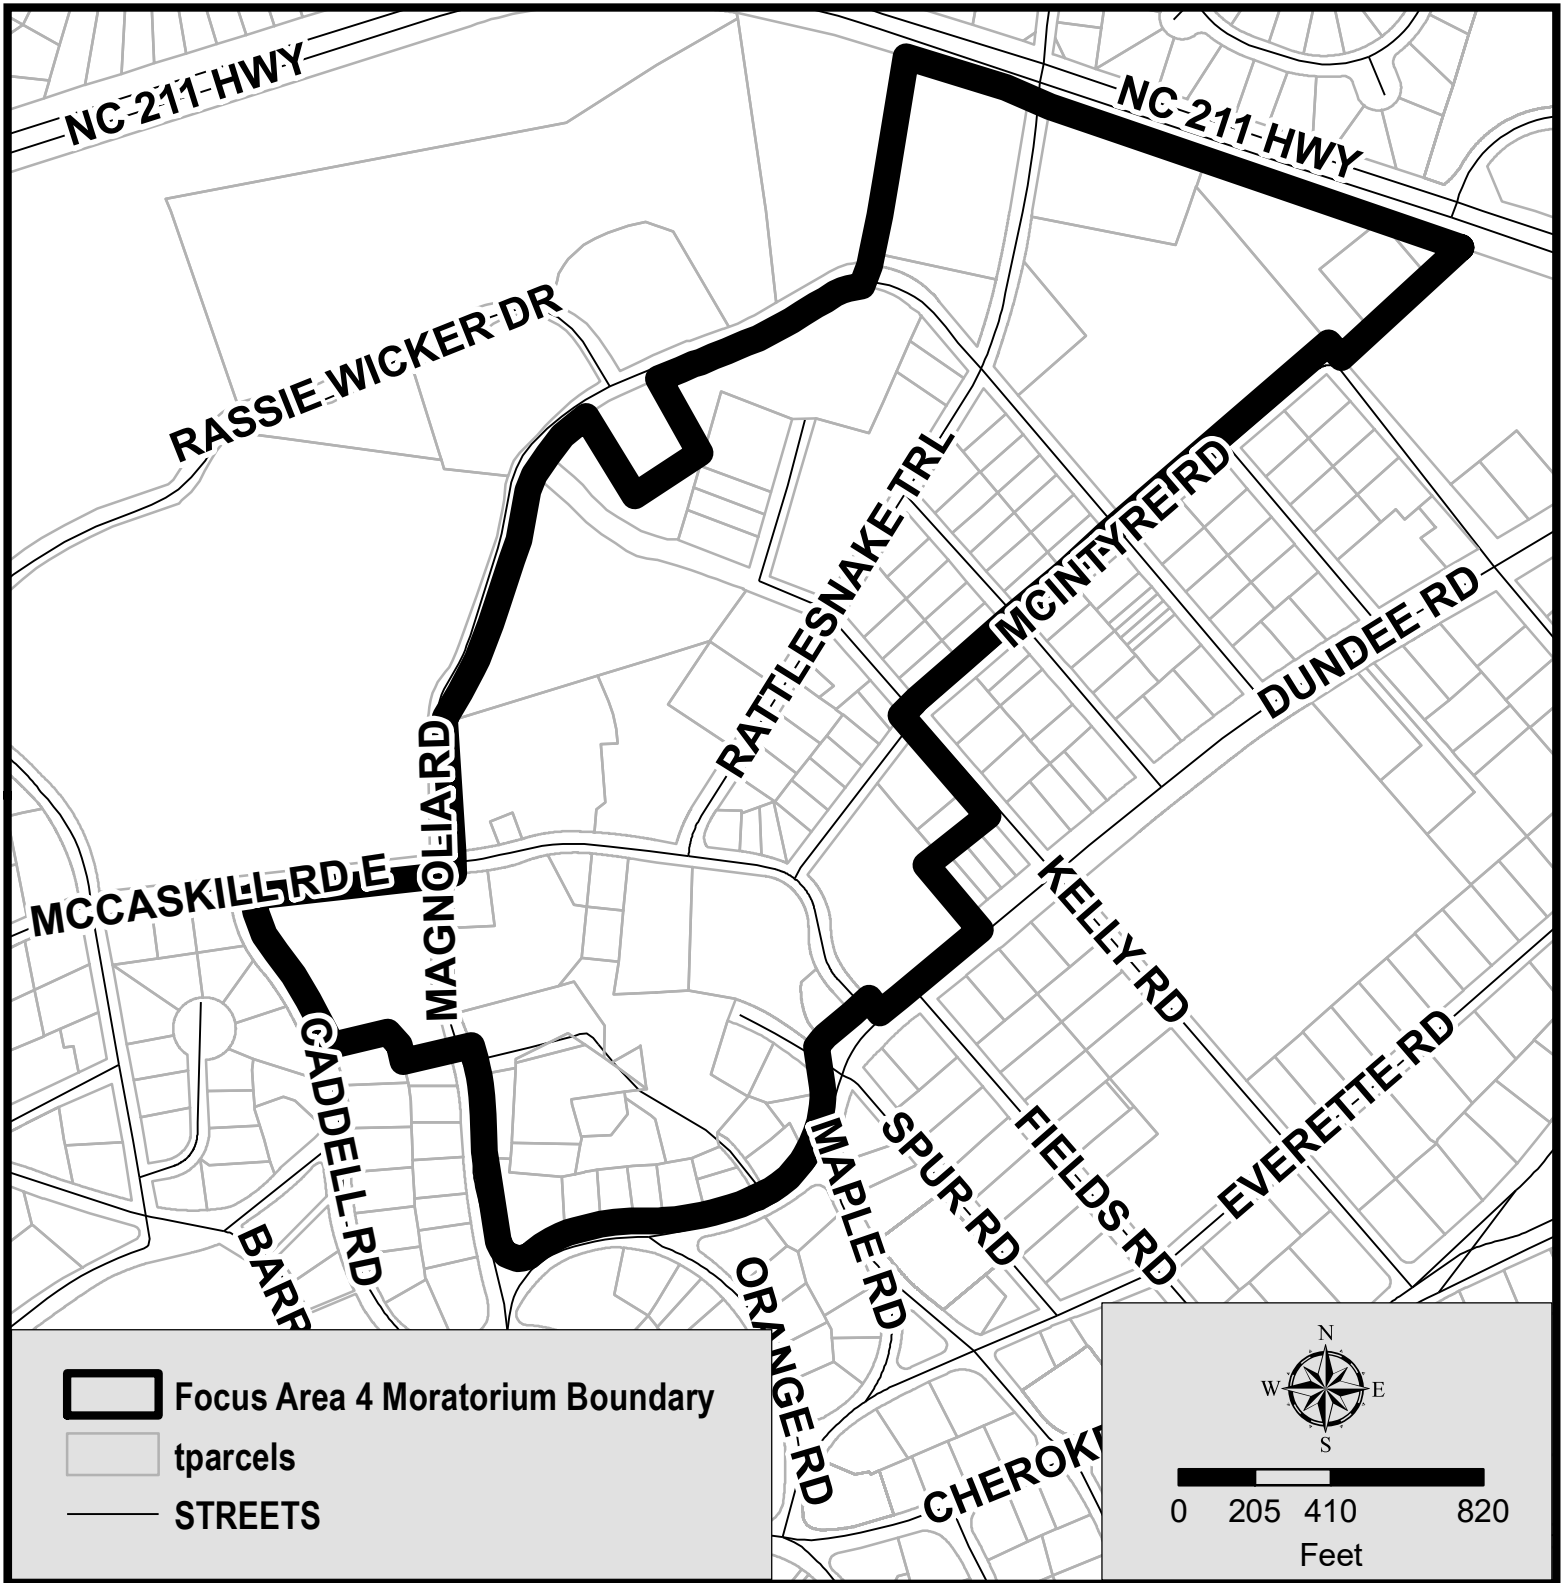 NC 211 HWY
NC 211 HWY
RASSIE WICKER DR
RATTLESNAKE TRL
MCINTYRE RD
DUNDEE RD
MAGNOLIA RD
MCCASKILL RD E
KELLY RD
CADDELL RD
EVERETTE RD
MAPLE RD
SPUR RD
FIELDS RD
BARR
ORANGE RD
CHEROK
Focus Area 4 Moratorium Boundary
tparcels
STREETS
N
W E
S
0 205 410 820
Feet